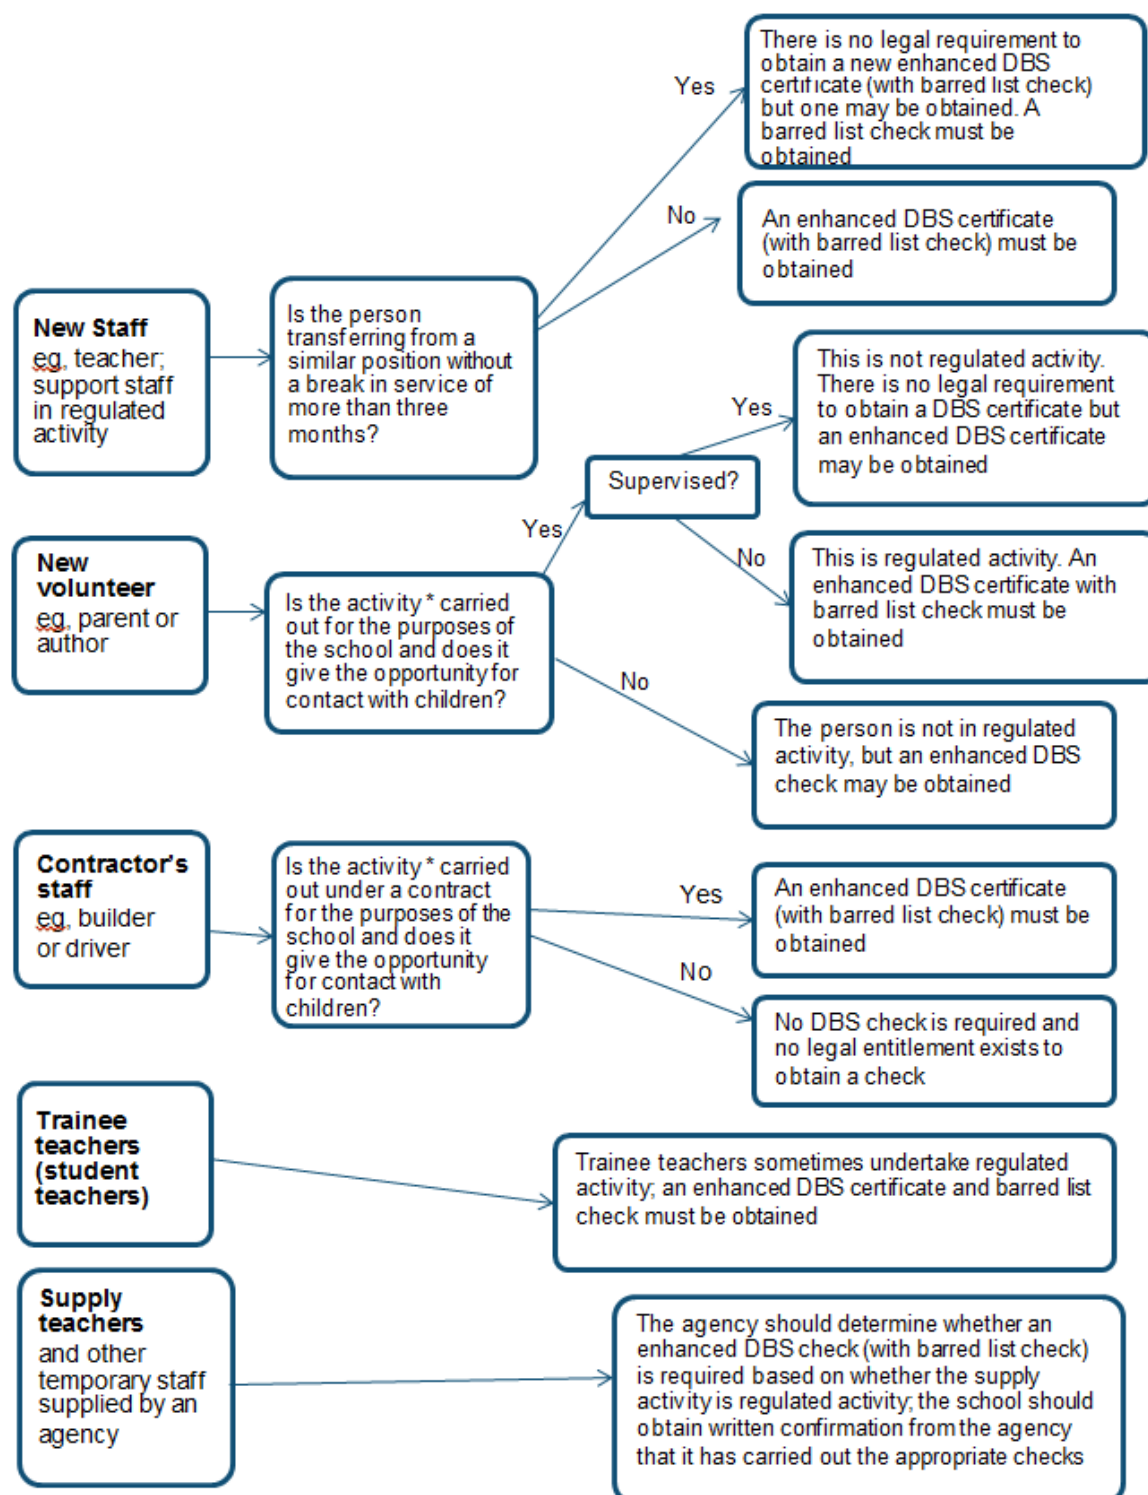 There is no legal requirement to
obtain a new enhanced DBS
certificate (with barred list check)
but one may be obtained. A
barred list check must be
obtained
Yes
No
An enhanced DBS certificate
(with barred list check) must be
obtained
New Staff
eg, teacher;
support staff
in regulated
activity
Is the person
transferring from a
similar position without
a break in service of
more than three
months?
This is not regulated activity.
There is no legal requirement
to obtain a DBS certificate but
an enhanced DBS certificate
may be obtained
Yes
Supervised?
Yes
No
This is regulated activity. An
enhanced DBS certificate with
barred list check must be
obtained
New
volunteer
eg, parent or
author
Is the activity * carried
out for the purposes of
the school and does it
give the opportunity for
contact with children?
No
The person is not in regulated
activity, but an enhanced DBS
check may be obtained
Contractor's
staff
eg, builder
or driver
Is the activity * carried
out under a contract
for the purposes of the
school and does it
give the opportunity
for contact with
children?
Yes
An enhanced DBS certificate
(with barred list check) must be
obtained
No
No DBS check is required and
no legal entitlement exists to
obtain a check
Trainee
teachers
(student
teachers)
Trainee teachers sometimes undertake regulated
activity; an enhanced DBS certificate and barred list
check must be obtained
Supply
teachers
and other
temporary staff
supplied by an
agency
The agency should determine whether an
enhanced DBS check (with barred list check)
is required based on whether the supply
activity is regulated activity; the school should
obtain written confirmation from the agency
that it has carried out the appropriate checks